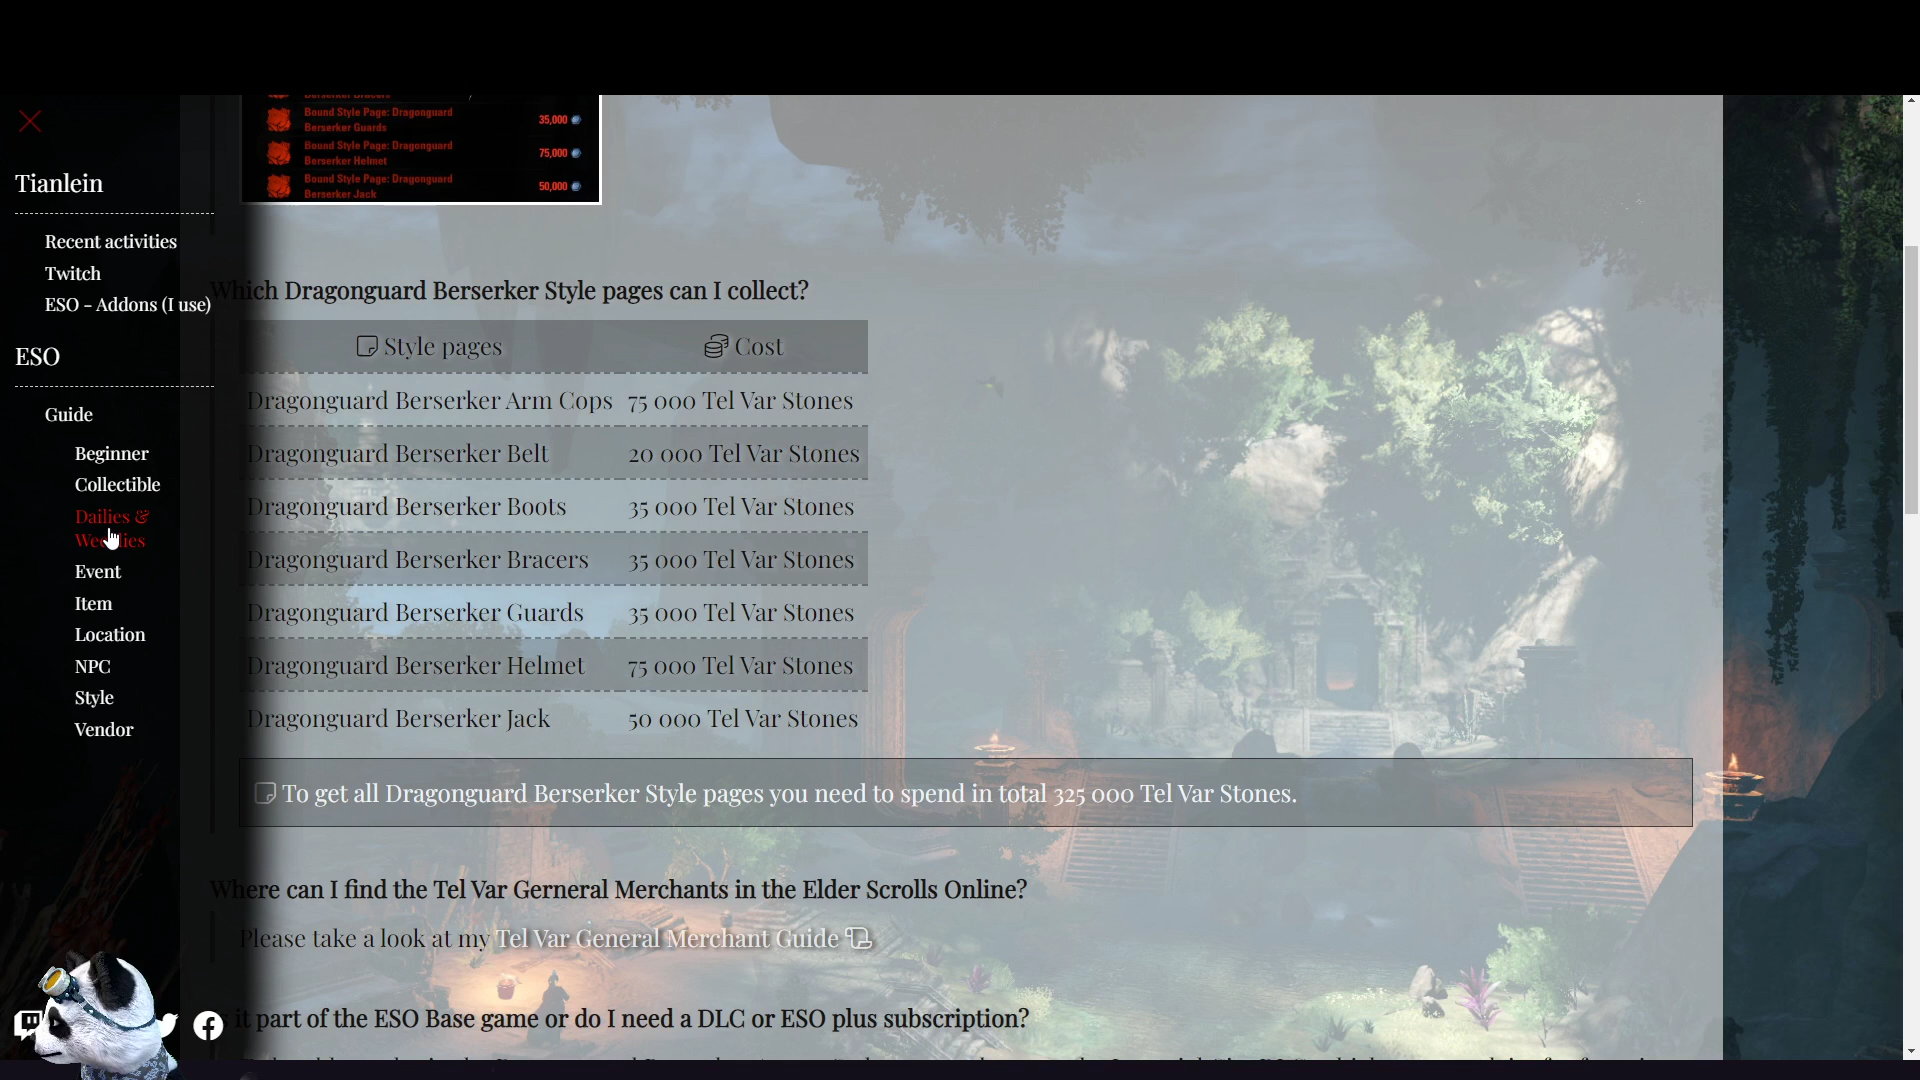 Bound Style Page: Dragonguard
Berserker Guards
35,000
Bound Style Page: Dragonguard
Berserker Helmet
75,000
Bound Style Page: Dragonguard
Berserker Jack
50,000
Tianlein
Recent activities
Twitch
ESO - Addons (I use)
ESO
Guide
Beginner
Collectible
Dailies &
Weeklies
Event
Item
Location
NPC
Style
Vendor
Which Dragonguard Berserker Style pages can I collect?
Style pages Cost
Dragonguard Berserker Arm Cops 75 000 Tel Var Stones
Dragonguard Berserker Belt 20 000 Tel Var Stones
Dragonguard Berserker Boots 35 000 Tel Var Stones
Dragonguard Berserker Bracers 35 000 Tel Var Stones
Dragonguard Berserker Guards 35 000 Tel Var Stones
Dragonguard Berserker Helmet 75 000 Tel Var Stones
Dragonguard Berserker Jack 50 000 Tel Var Stones
To get all Dragonguard Berserker Style pages you need to spend in total 325 000 Tel Var Stones.
Where can I find the Tel Var Gerneral Merchants in the Elder Scrolls Online?
Please take a look at my Tel Var General Merchant Guide
it part of the ESO Base game or do I need a DLC or ESO plus subscription?